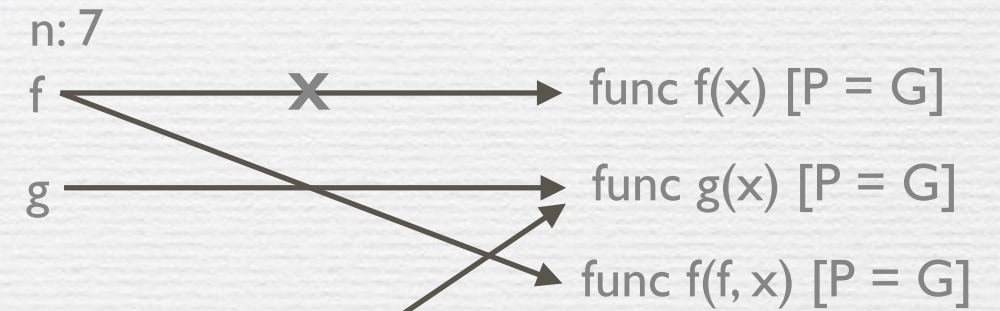 n: 7
f X func f(x) [P = G]
g func g(x) [P = G]
func f(f, x) [P = G]